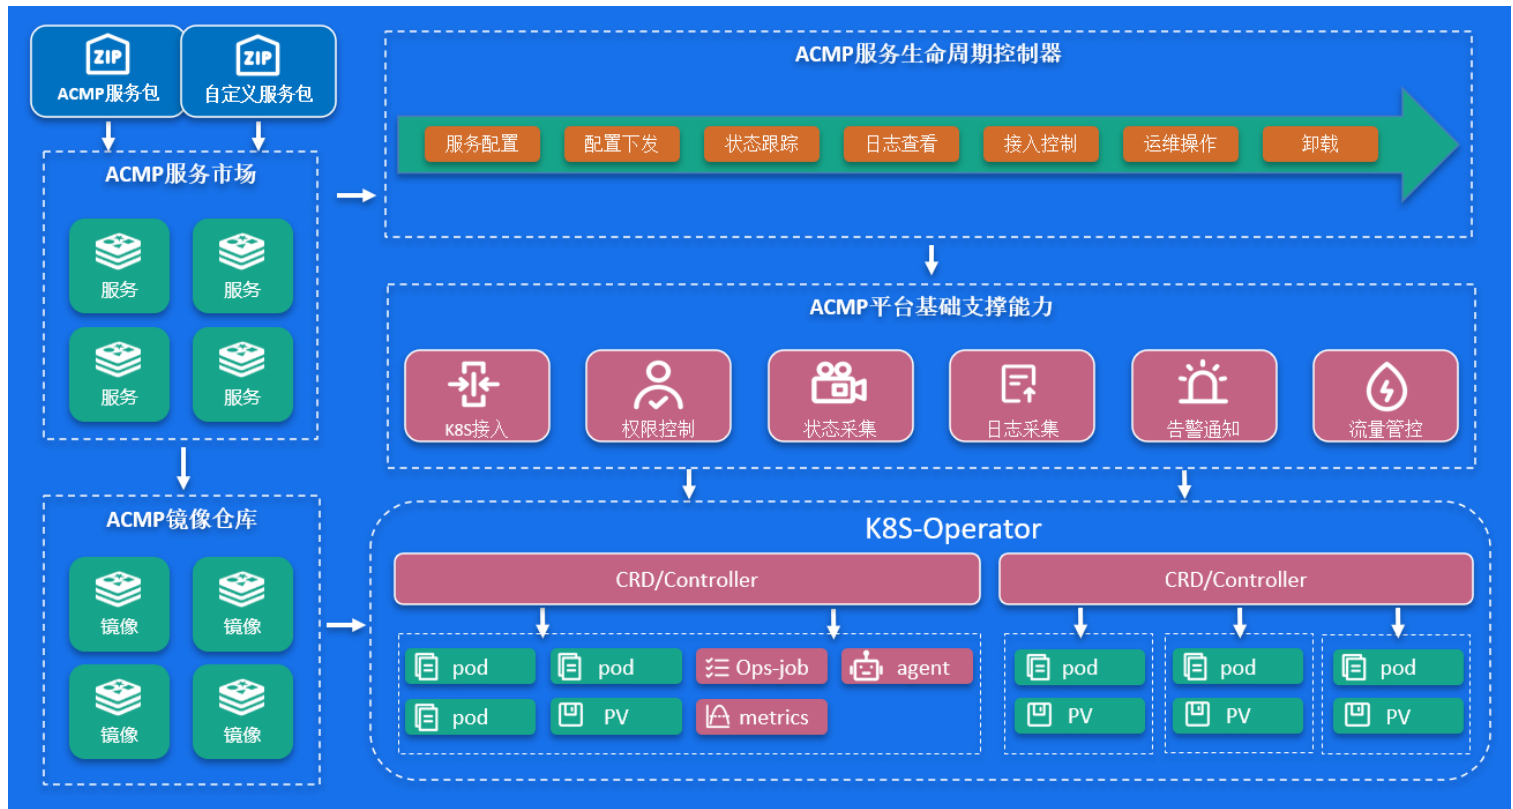 ZIP
ACMP服务包
ZIP
自定义服务包
ACMP服务市场
服务
服务
服务
服务
ACMP镜像仓库
镜像
镜像
镜像
镜像
ACMP服务生命周期控制器
服务配置
配置下发
状态跟踪
日志查看
接入控制
运维操作
卸载
ACMP平台基础支撑能力
K8S接入
权限控制
状态采集
日志采集
告警通知
流量管控
K8S-Operator
CRD/Controller
CRD/Controller
pod
pod
Ops-job
agent
pod
PV
metrics
pod
PV
pod
PV
pod
PV